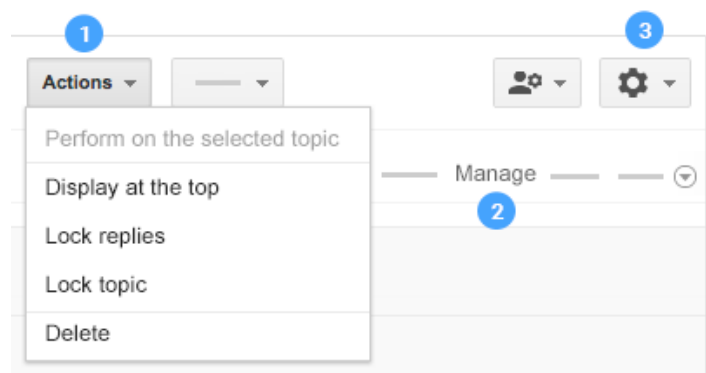 1
3
Actions
Perform on the selected topic
Display at the top
Manage
2
Lock replies
Lock topic
Delete